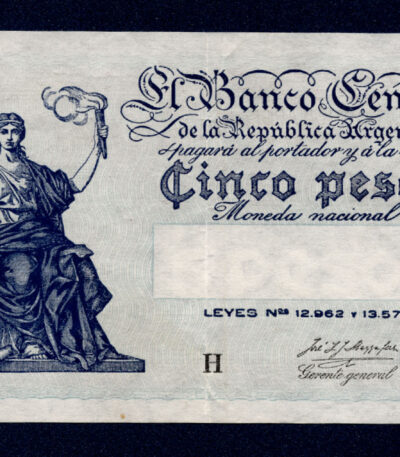 El Banco Cen
de la República Argen
pagará al portador y á la
Cinco pes
Moneda nacional
LEYES Nos 12.962 Y 13.57
H
Gerente general